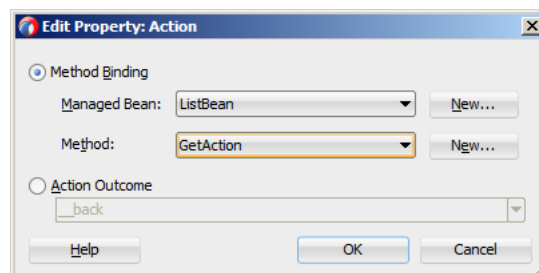 Edit Property: Action
Method Binding
Managed Bean: ListBean New...
Method: GetAction New...
Action Outcome
__back
Help OK Cancel